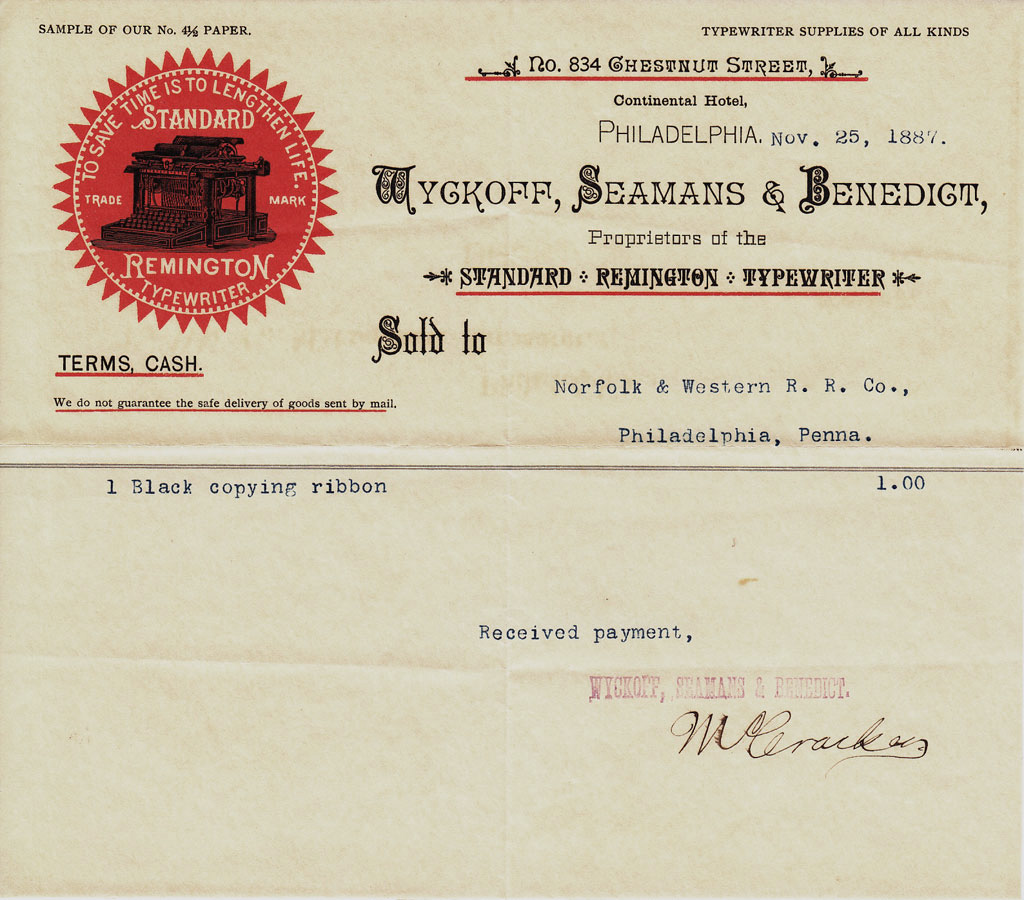 SAMPLE OF OUR No. 4½ PAPER.
TYPEWRITER SUPPLIES OF ALL KINDS
No. 834 CHESTNUT STREET,
Continental Hotel,
PHILADELPHIA, Nov. 25, 1887.
TO SAVE TIME IS TO LENGTHEN LIFE.
STANDARD
TRADE MARK
REMINGTON
TYPEWRITER
WYCKOFF, SEAMANS & BENEDICT,
Proprietors of the
STANDARD REMINGTON TYPEWRITER
Sold to
TERMS, CASH.
Norfolk & Western R. R. Co.,
We do not guarantee the safe delivery of goods sent by mail.
Philadelphia, Penna.
1 Black copying ribbon 1.00
Received payment,
WYCKOFF, SEAMANS & BENEDICT.